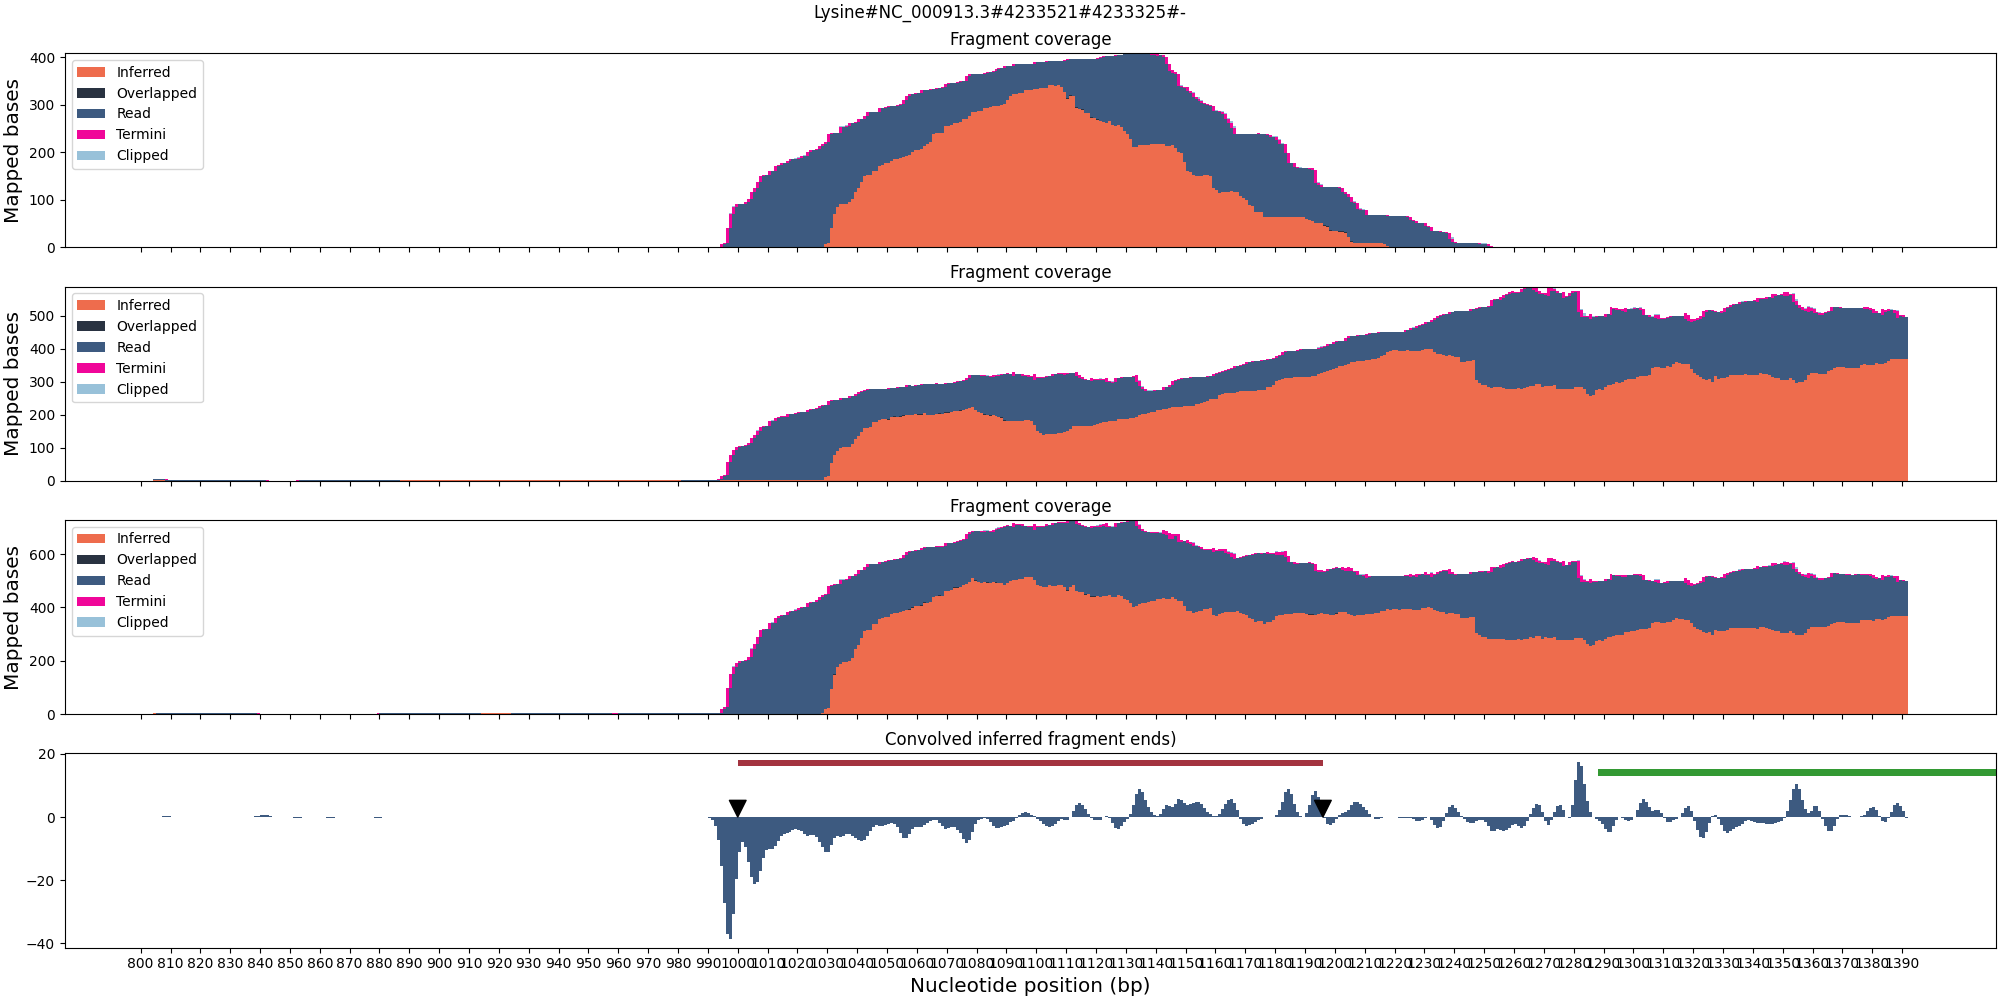 Lysine#NC_000913.3#4233521#4233325#-
Fragment coverage
Mapped bases
400
300
200
100
0
Inferred
Overlapped
Read
Termini
Clipped
Fragment coverage
Mapped bases
500
400
300
200
100
0
Inferred
Overlapped
Read
Termini
Clipped
Fragment coverage
Mapped bases
600
400
200
0
Inferred
Overlapped
Read
Termini
Clipped
Convolved inferred fragment ends)
20
0
−20
−40
800 810 820 830 840 850 860 870 880 890 900 910 920 930 940 950 960 970 980 990 1000 1010 1020 1030 1040 1050 1060 1070 1080 1090 1100 1110 1120 1130 1140 1150 1160 1170 1180 1190 1200 1210 1220 1230 1240 1250 1260 1270 1280 1290 1300 1310 1320 1330 1340 1350 1360 1370 1380 1390
Nucleotide position (bp)